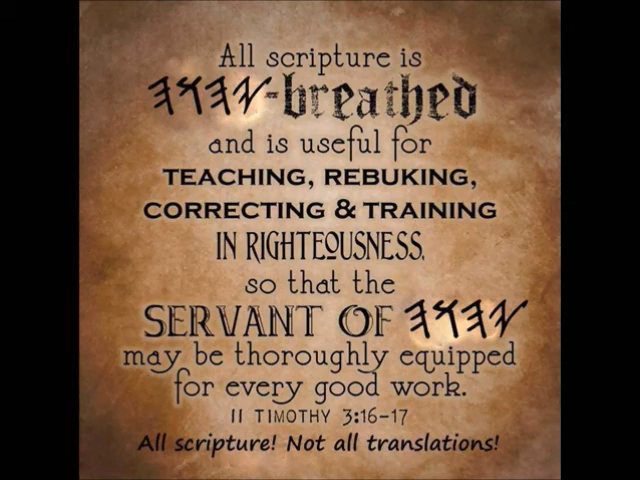 All scripture is
𐤉𐤄𐤅𐤄-breathed
and is useful for
TEACHING, REBUKING,
CORRECTING & TRAINING
IN RIGHTEOUSNESS,
so that the
SERVANT OF 𐤉𐤄𐤅𐤄
may be thoroughly equipped
for every good work.
II TIMOTHY 3:16-17
All scripture! Not all translations!